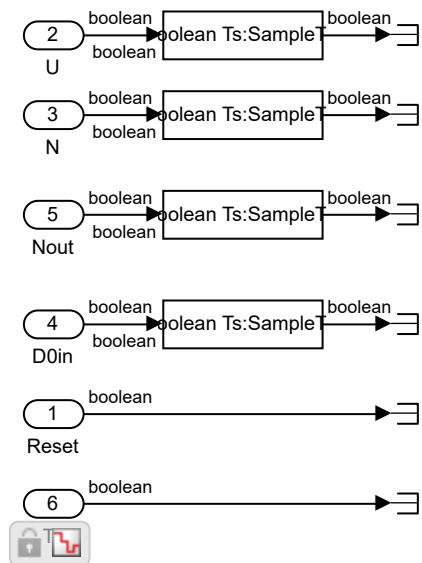 boolean boolean
2 oolean Ts:SampleT
boolean
U
boolean boolean
3 oolean Ts:SampleT
boolean
N
boolean boolean
5 oolean Ts:SampleT
boolean
Nout
boolean boolean
4 oolean Ts:SampleT
boolean
D0in
boolean
1
Reset
boolean
6
T